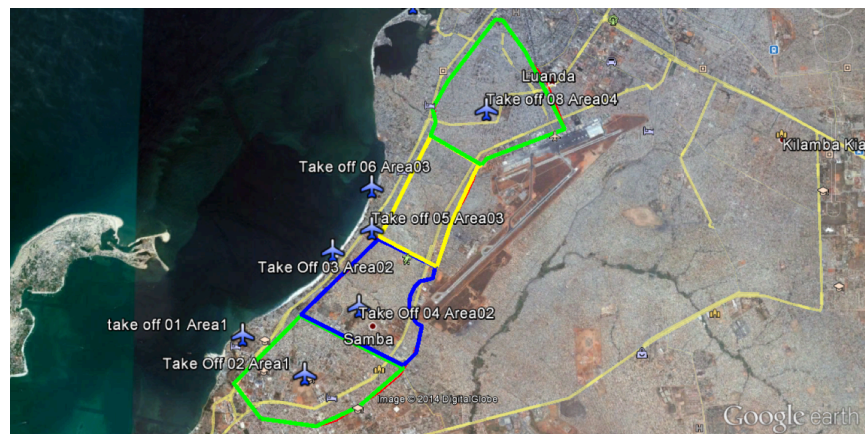 Luanda
Take off 08 Area04
Kilamba Kia
Take off 06 Area03
Take off 05 Area03
Take Off 03 Area02
Take Off 04 Area02
take off 01 Area1
Samba
Take Off 02 Area1
Image © 2014 DigitalGlobe
Google earth